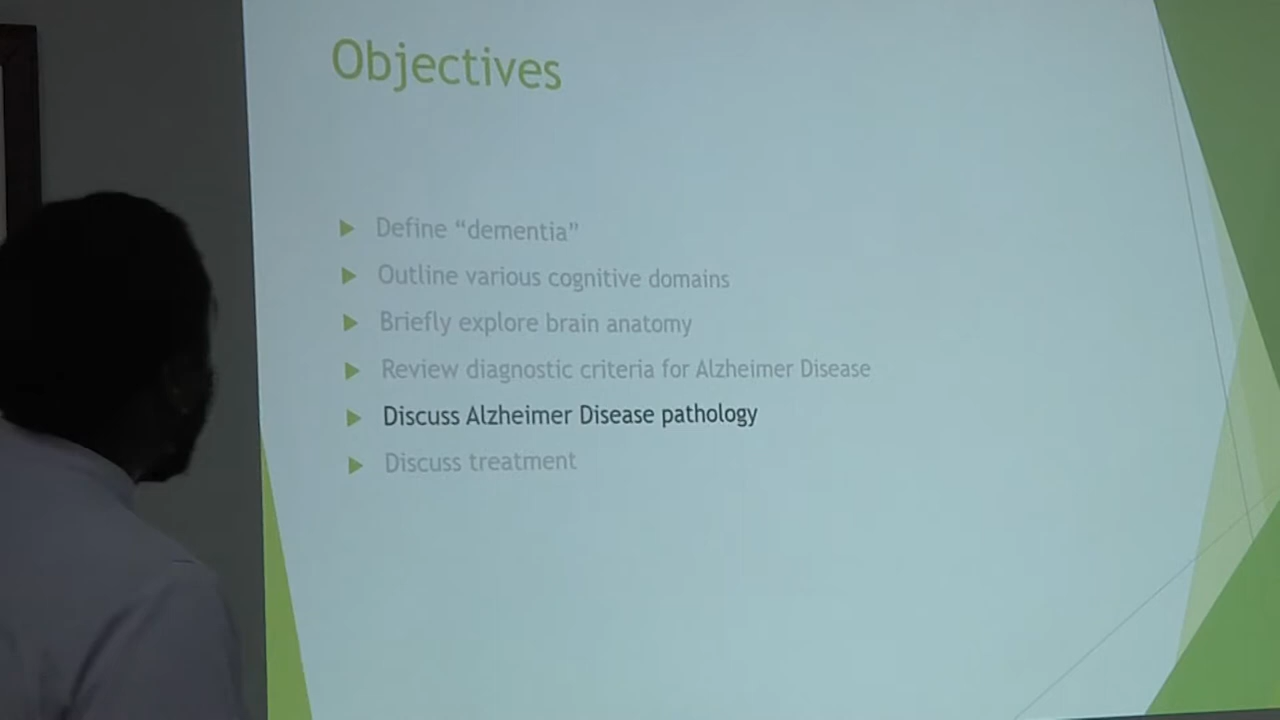 Objectives
Define “dementia”
Outline various cognitive domains
Briefly explore brain anatomy
Review diagnostic criteria for Alzheimer Disease
Discuss Alzheimer Disease pathology
Discuss treatment